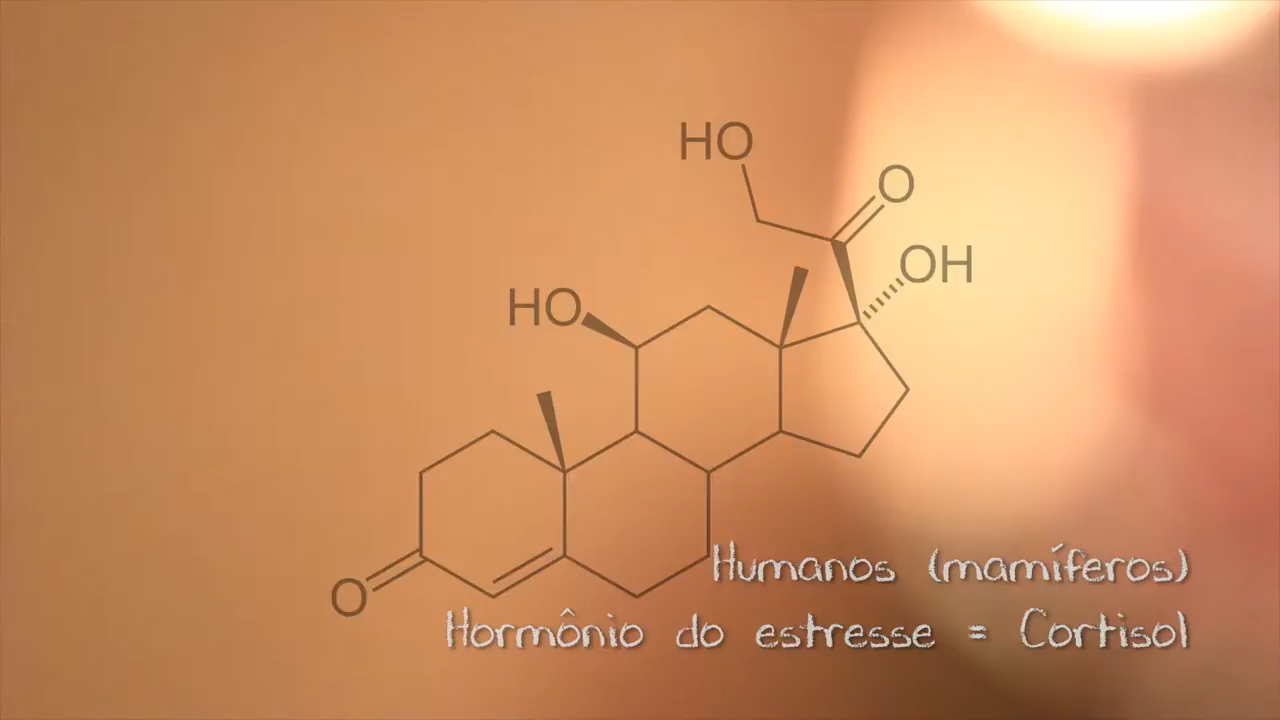 HO
O
OH
HO
O
Humanos (mamíferos)
Hormônio do estresse = Cortisol